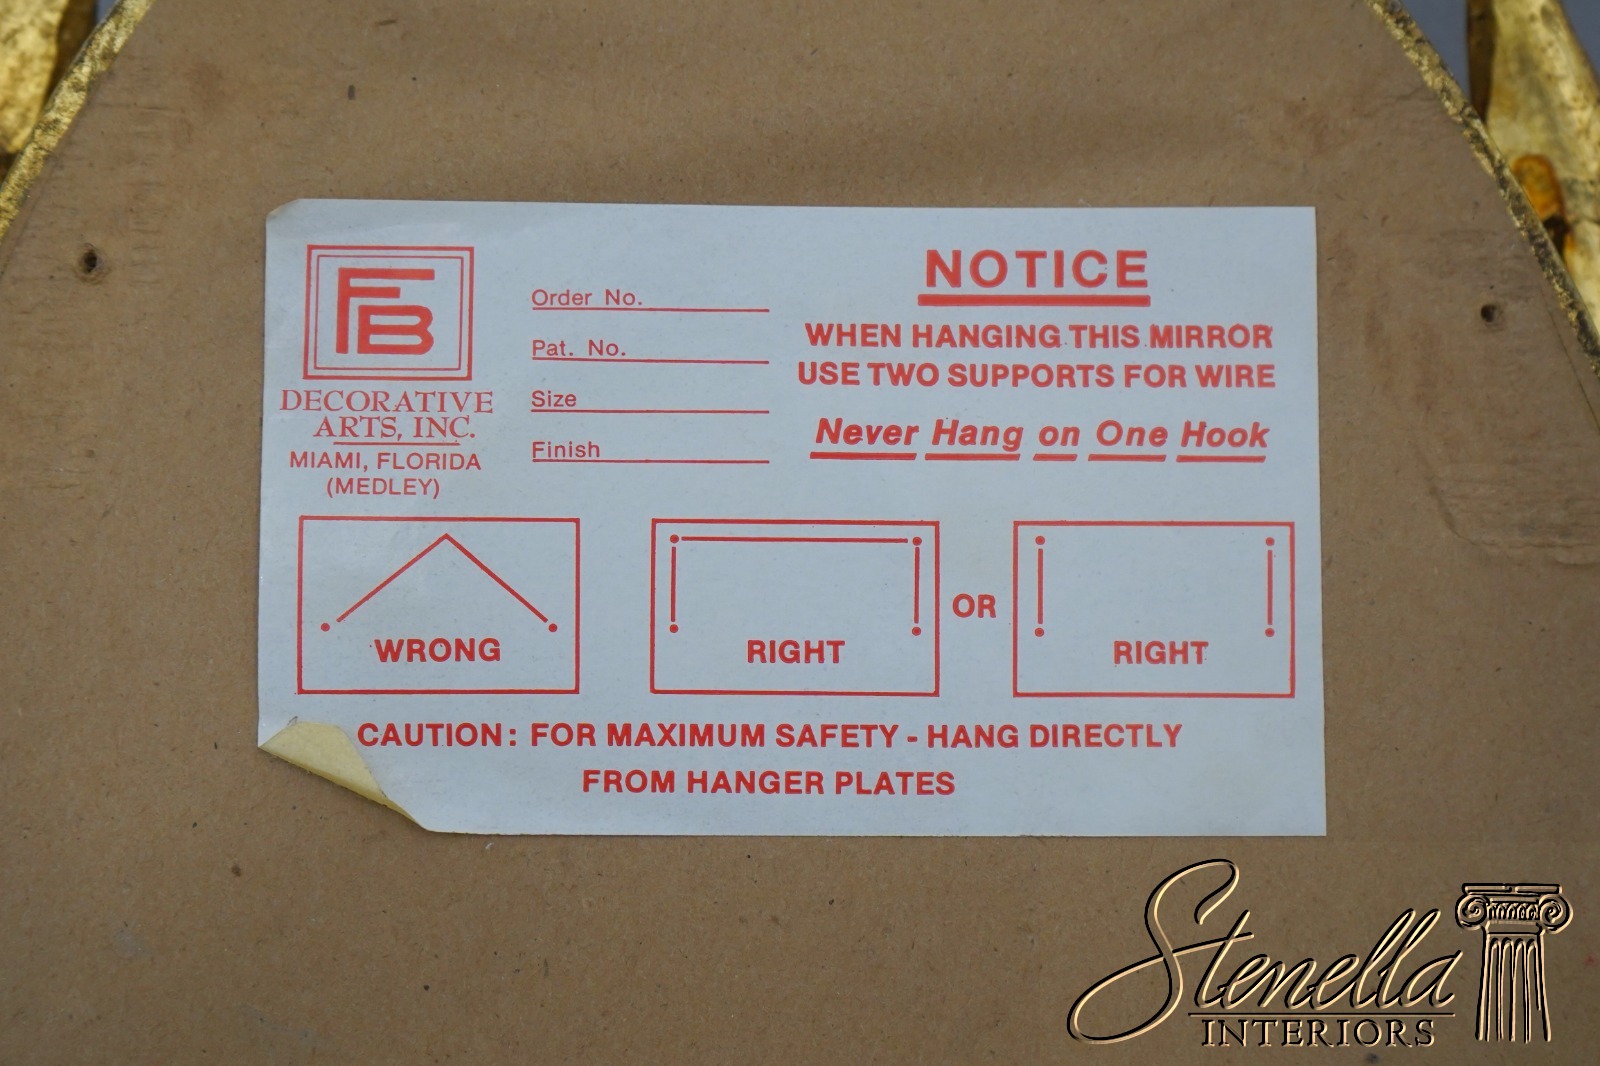 FB
DECORATIVE
ARTS, INC.
MIAMI, FLORIDA
(MEDLEY)
Order No.
Pat. No.
Size
Finish
NOTICE
WHEN HANGING THIS MIRROR
USE TWO SUPPORTS FOR WIRE
Never Hang on One Hook
WRONG
RIGHT
OR
RIGHT
CAUTION: FOR MAXIMUM SAFETY - HANG DIRECTLY
FROM HANGER PLATES
Stenella
INTERIORS